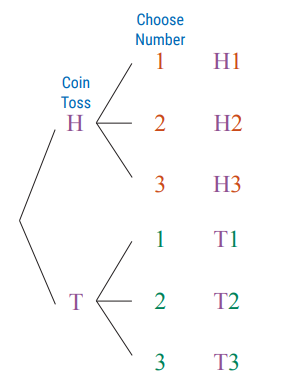 Choose
Number
1 H1
Coin
Toss
H 2 H2
3 H3
1 T1
T 2 T2
3 T3